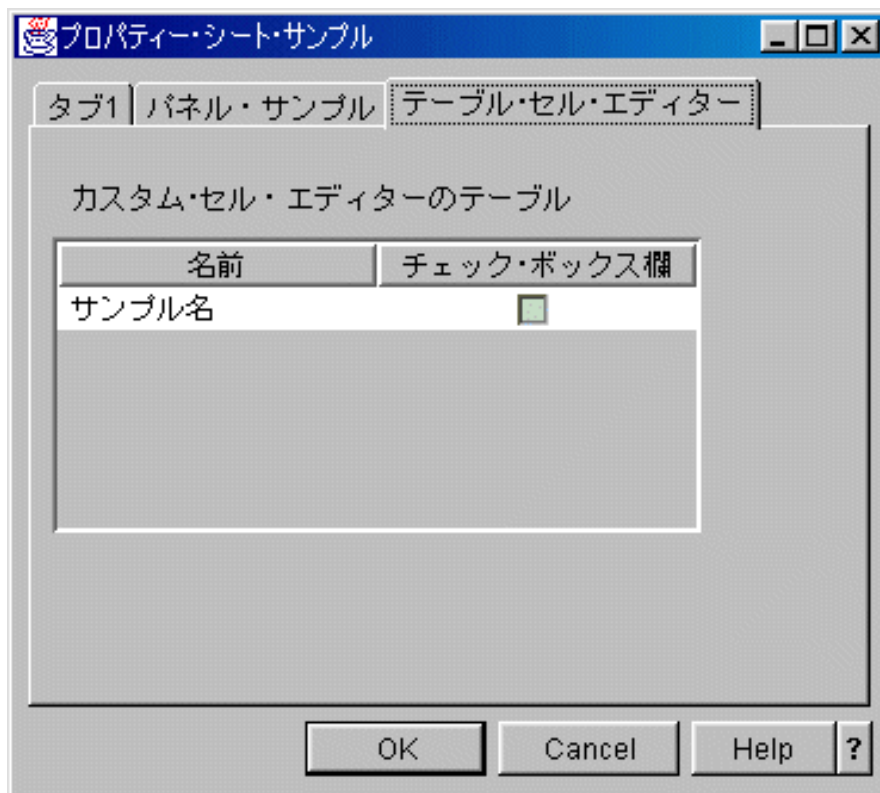 プロパティー・シート・サンプル
タブ1 パネル・サンプル テーブル・セル・エディター
カスタム・セル・エディターのテーブル
名前 チェック・ボックス欄
サンプル名
OK Cancel Help ?